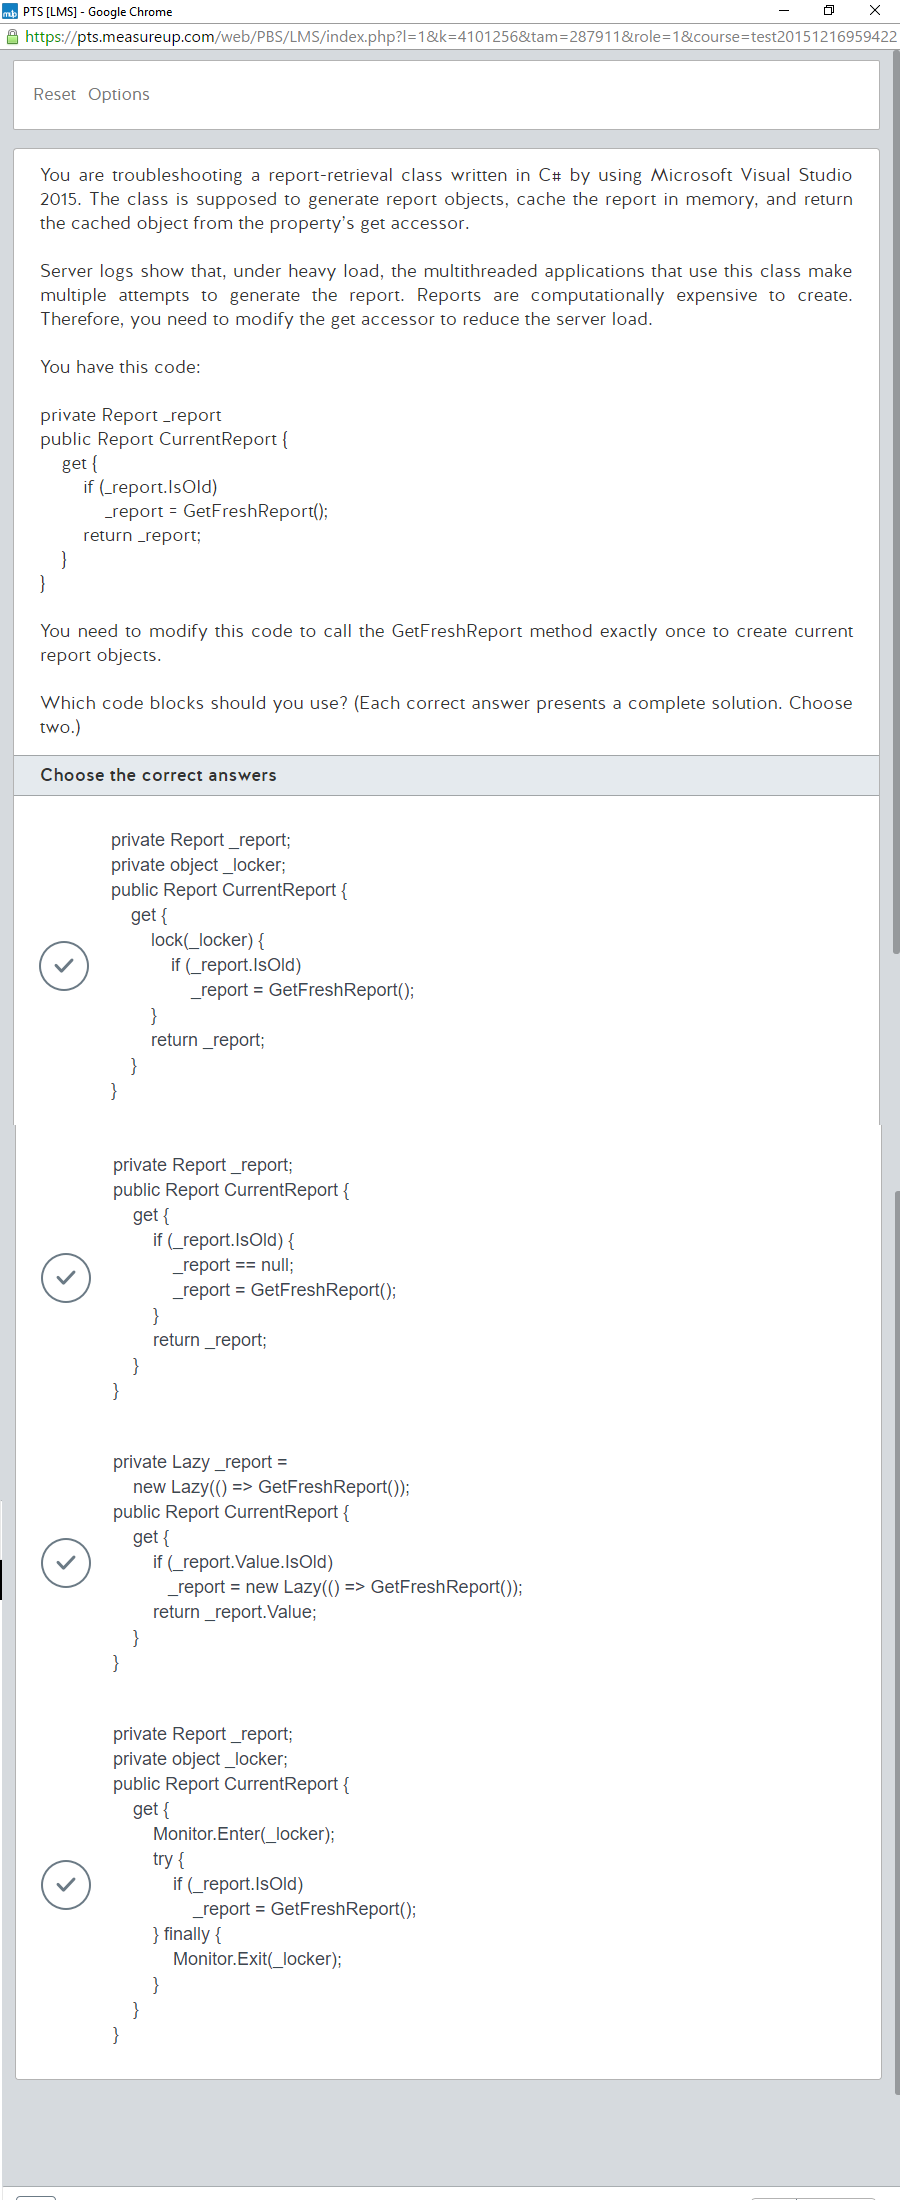 PTS [LMS] - Google Chrome
https://pts.measureup.com/web/PBS/LMS/index.php?l=1&k=4101256&tam=287911&role=1&course=test20151216959422
Reset Options
You are troubleshooting a report-retrieval class written in C# by using Microsoft Visual Studio
2015. The class is supposed to generate report objects, cache the report in memory, and return
the cached object from the property's get accessor.
Server logs show that, under heavy load, the multithreaded applications that use this class make
multiple attempts to generate the report. Reports are computationally expensive to create.
Therefore, you need to modify the get accessor to reduce the server load.
You have this code:
private Report _report
public Report CurrentReport {
get {
if (_report.IsOld)
_report = GetFreshReport();
return _report;
}
}
You need to modify this code to call the GetFreshReport method exactly once to create current
report objects.
Which code blocks should you use? (Each correct answer presents a complete solution. Choose
two.)
Choose the correct answers
private Report _report;
private object _locker;
public Report CurrentReport {
get {
lock(_locker) {
if (_report.IsOld)
_report = GetFreshReport();
}
return _report;
}
}
private Report _report;
public Report CurrentReport {
get {
if (_report.IsOld) {
_report == null;
_report = GetFreshReport();
}
return _report;
}
}
private Lazy _report =
new Lazy(() => GetFreshReport());
public Report CurrentReport {
get {
if (_report.Value.IsOld)
_report = new Lazy(() => GetFreshReport());
return _report.Value;
}
}
private Report _report;
private object _locker;
public Report CurrentReport {
get {
Monitor.Enter(_locker);
try {
if (_report.IsOld)
_report = GetFreshReport();
} finally {
Monitor.Exit(_locker);
}
}
}